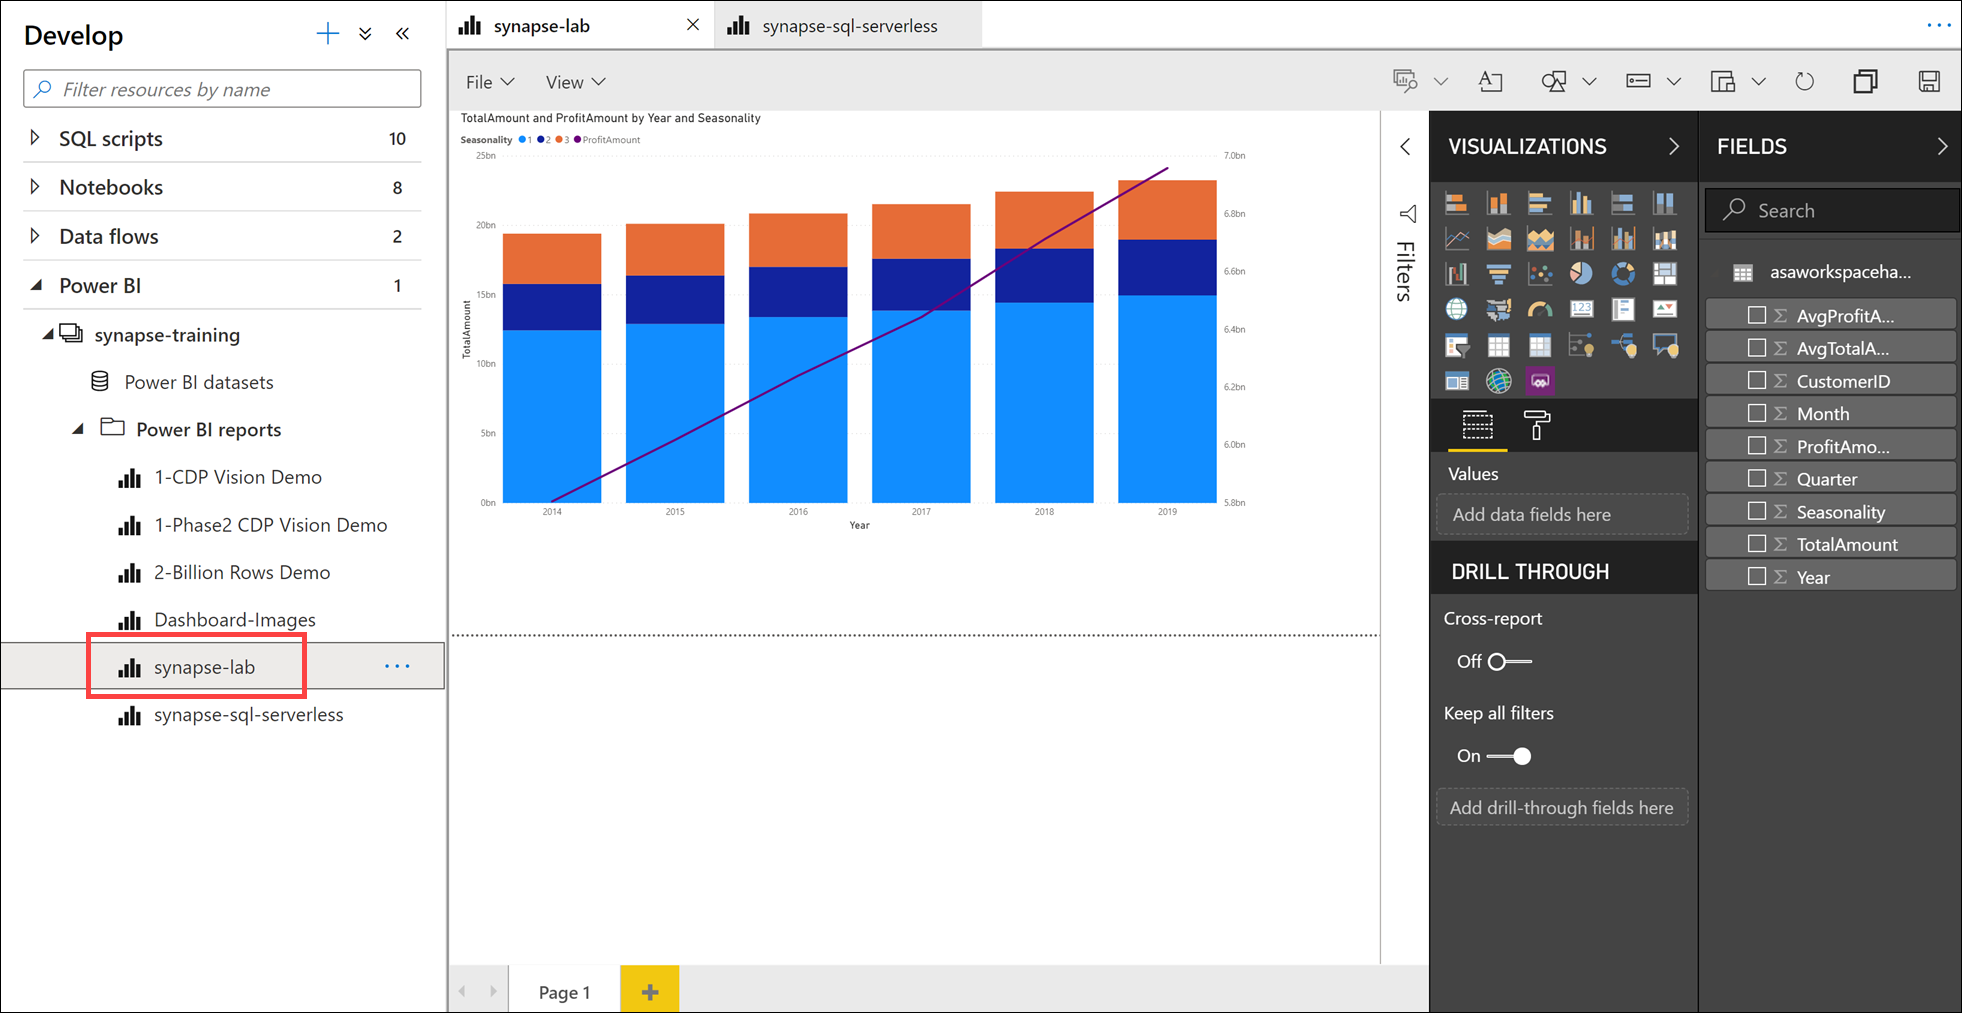 Develop
Filter resources by name
SQL scripts 10
Notebooks 8
Data flows 2
Power BI 1
synapse-training
Power BI datasets
Power BI reports
1-CDP Vision Demo
1-Phase2 CDP Vision Demo
2-Billion Rows Demo
Dashboard-Images
synapse-lab
synapse-sql-serverless
synapse-lab synapse-sql-serverless
File View
TotalAmount and ProfitAmount by Year and Seasonality
Seasonality 1 2 3 ProfitAmount
25bn
20bn
15bn
10bn
5bn
0bn
TotalAmount
7.0bn
6.8bn
6.6bn
6.4bn
6.2bn
6.0bn
5.8bn
2014 2015 2016 2017 2018 2019
Year
Page 1
Filters
VISUALIZATIONS
123
Values
Add data fields here
DRILL THROUGH
Cross-report
Off
Keep all filters
On
Add drill-through fields here
FIELDS
Search
asaworkspaceha...
AvgProfitA...
AvgTotalA...
CustomerID
Month
ProfitAmo...
Quarter
Seasonality
TotalAmount
Year